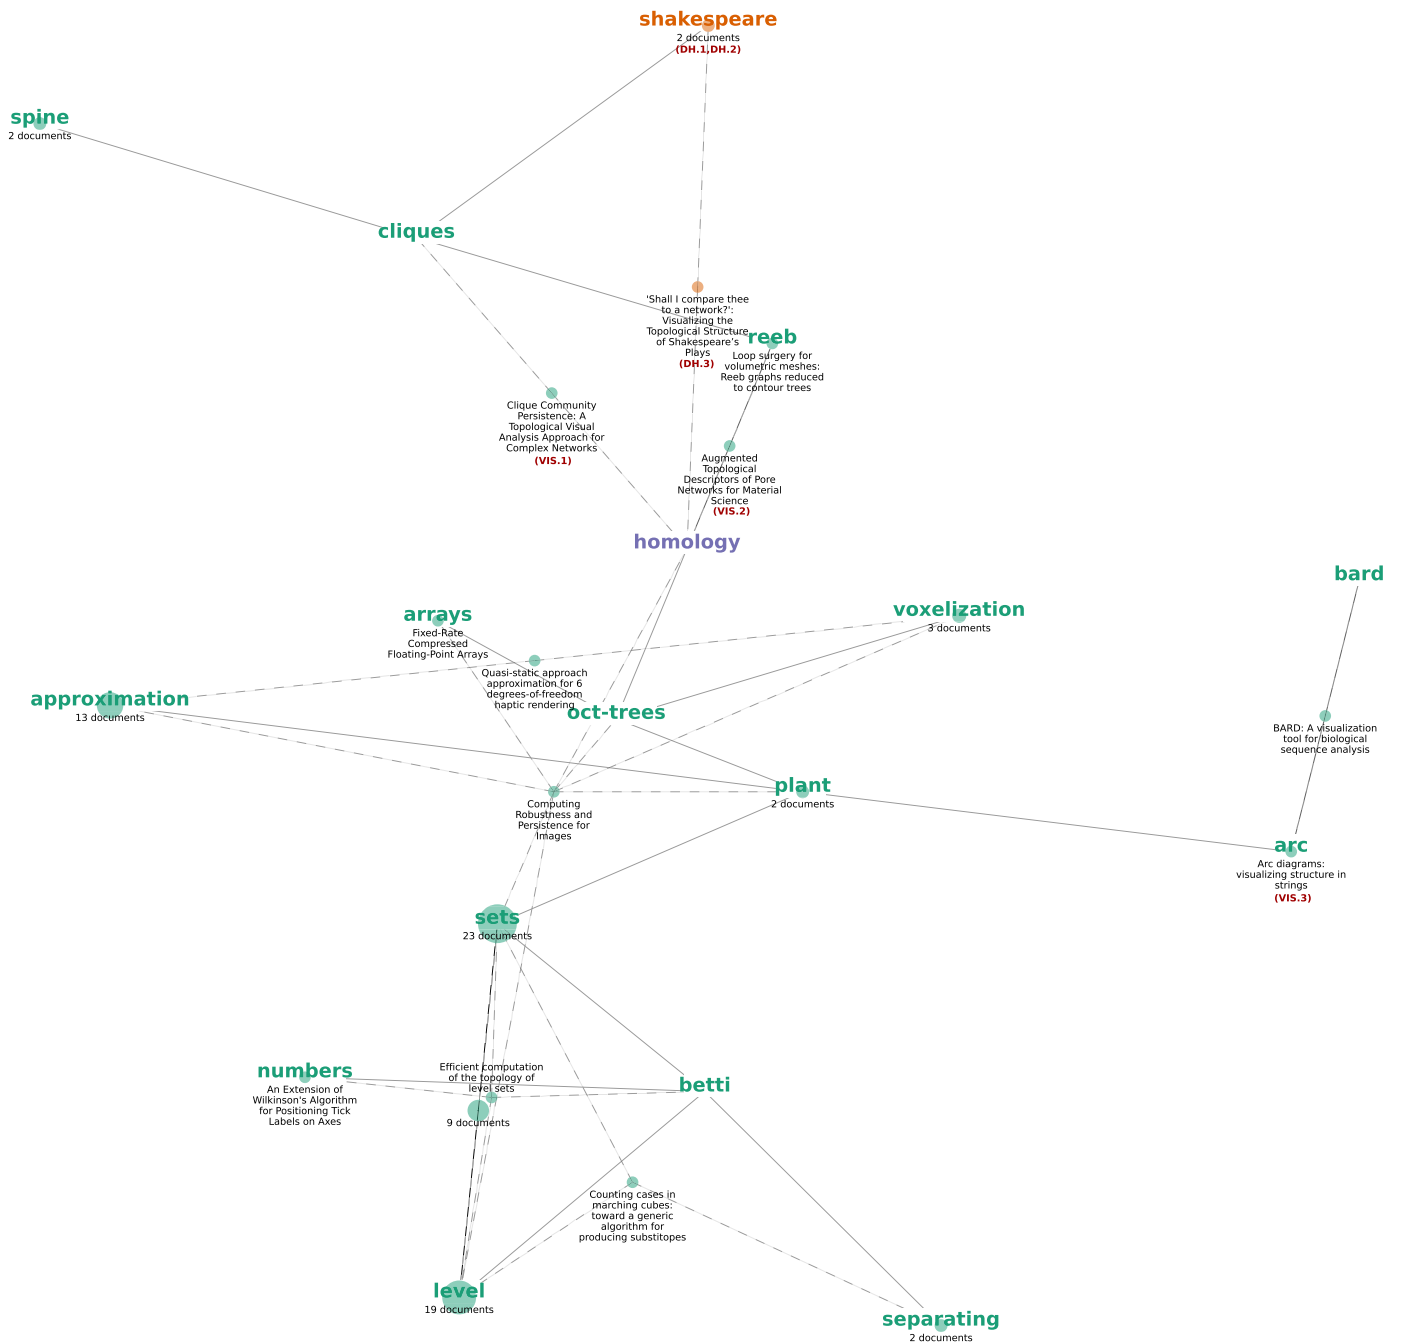 shakespeare
2 documents
(DH.1,DH.2)
spine
2 documents
cliques
'Shall I compare thee
to a network?':
Visualizing the
Topological Structure
of Shakespeare's
Plays
(DH.3)
reeb
Loop surgery for
volumetric meshes:
Reeb graphs reduced
to contour trees
Clique Community
Persistence: A
Topological Visual
Analysis Approach for
Complex Networks
(VIS.1)
Augmented
Topological
Descriptors of Pore
Networks for Material
Science
(VIS.2)
homology
bard
arrays
Fixed-Rate
Compressed
Floating-Point Arrays
voxelization
3 documents
Quasi-static approach
approximation for 6
degrees-of-freedom
haptic rendering
approximation
13 documents
oct-trees
BARD: A visualization
tool for biological
sequence analysis
plant
2 documents
Computing
Robustness and
Persistence for
Images
arc
Arc diagrams:
visualizing structure in
strings
(VIS.3)
sets
23 documents
numbers
An Extension of
Wilkinson's Algorithm
for Positioning Tick
Labels on Axes
Efficient computation
of the topology of
level sets
9 documents
betti
Counting cases in
marching cubes:
toward a generic
algorithm for
producing substitopes
level
19 documents
separating
2 documents